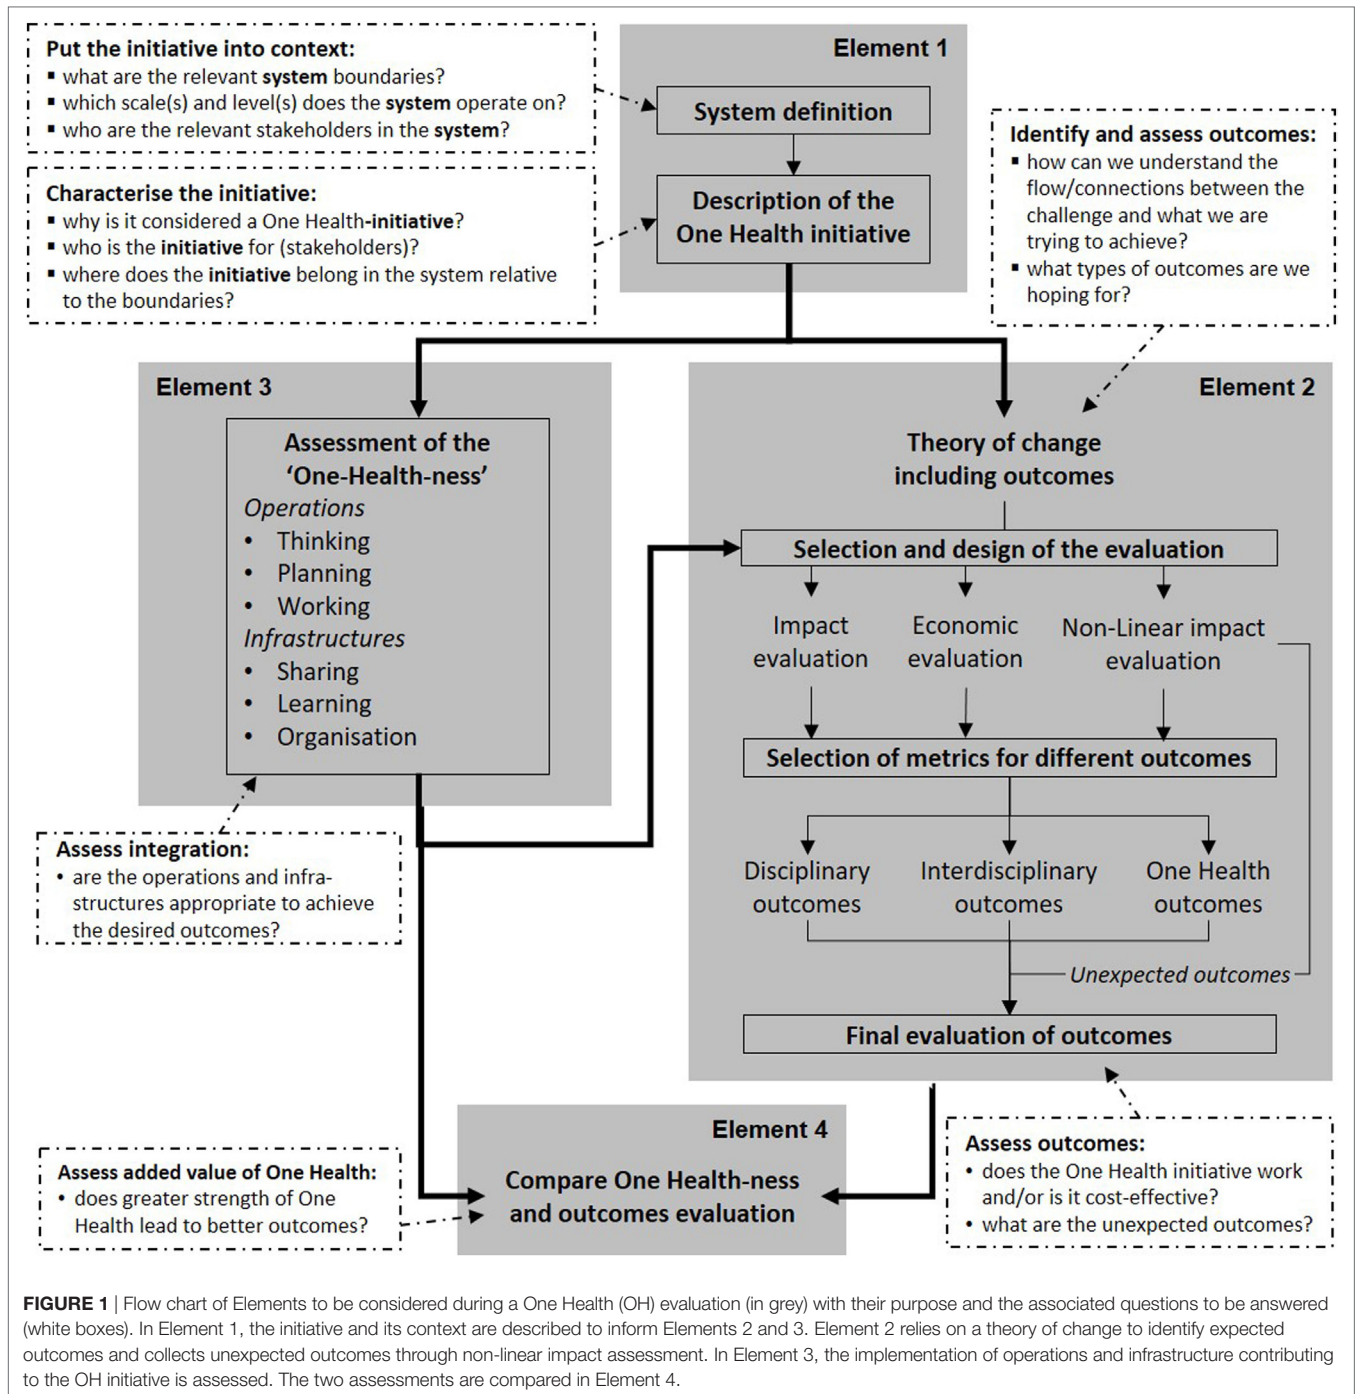 Put the initiative into context:
▪ what are the relevant system boundaries?
▪ which scale(s) and level(s) does the system operate on?
▪ who are the relevant stakeholders in the system?
Characterise the initiative:
▪ why is it considered a One Health-initiative?
▪ who is the initiative for (stakeholders)?
▪ where does the initiative belong in the system relative
to the boundaries?
Element 1
System definition
Description of the
One Health initiative
Identify and assess outcomes:
▪ how can we understand the
flow/connections between the
challenge and what we are
trying to achieve?
▪ what types of outcomes are we
hoping for?
Element 3
Assessment of the
‘One-Health-ness’
Operations
• Thinking
• Planning
• Working
Infrastructures
• Sharing
• Learning
• Organisation
Assess integration:
• are the operations and infra-
structures appropriate to achieve
the desired outcomes?
Element 2
Theory of change
including outcomes
Selection and design of the evaluation
Impact
evaluation
Economic
evaluation
Non-Linear impact
evaluation
Selection of metrics for different outcomes
Disciplinary
outcomes
Interdisciplinary
outcomes
One Health
outcomes
Unexpected outcomes
Final evaluation of outcomes
Element 4
Compare One Health-ness
and outcomes evaluation
Assess added value of One Health:
• does greater strength of One
Health lead to better outcomes?
Assess outcomes:
• does the One Health initiative work
and/or is it cost-effective?
• what are the unexpected outcomes?
FIGURE 1 | Flow chart of Elements to be considered during a One Health (OH) evaluation (in grey) with their purpose and the associated questions to be answered
(white boxes). In Element 1, the initiative and its context are described to inform Elements 2 and 3. Element 2 relies on a theory of change to identify expected
outcomes and collects unexpected outcomes through non-linear impact assessment. In Element 3, the implementation of operations and infrastructure contributing
to the OH initiative is assessed. The two assessments are compared in Element 4.